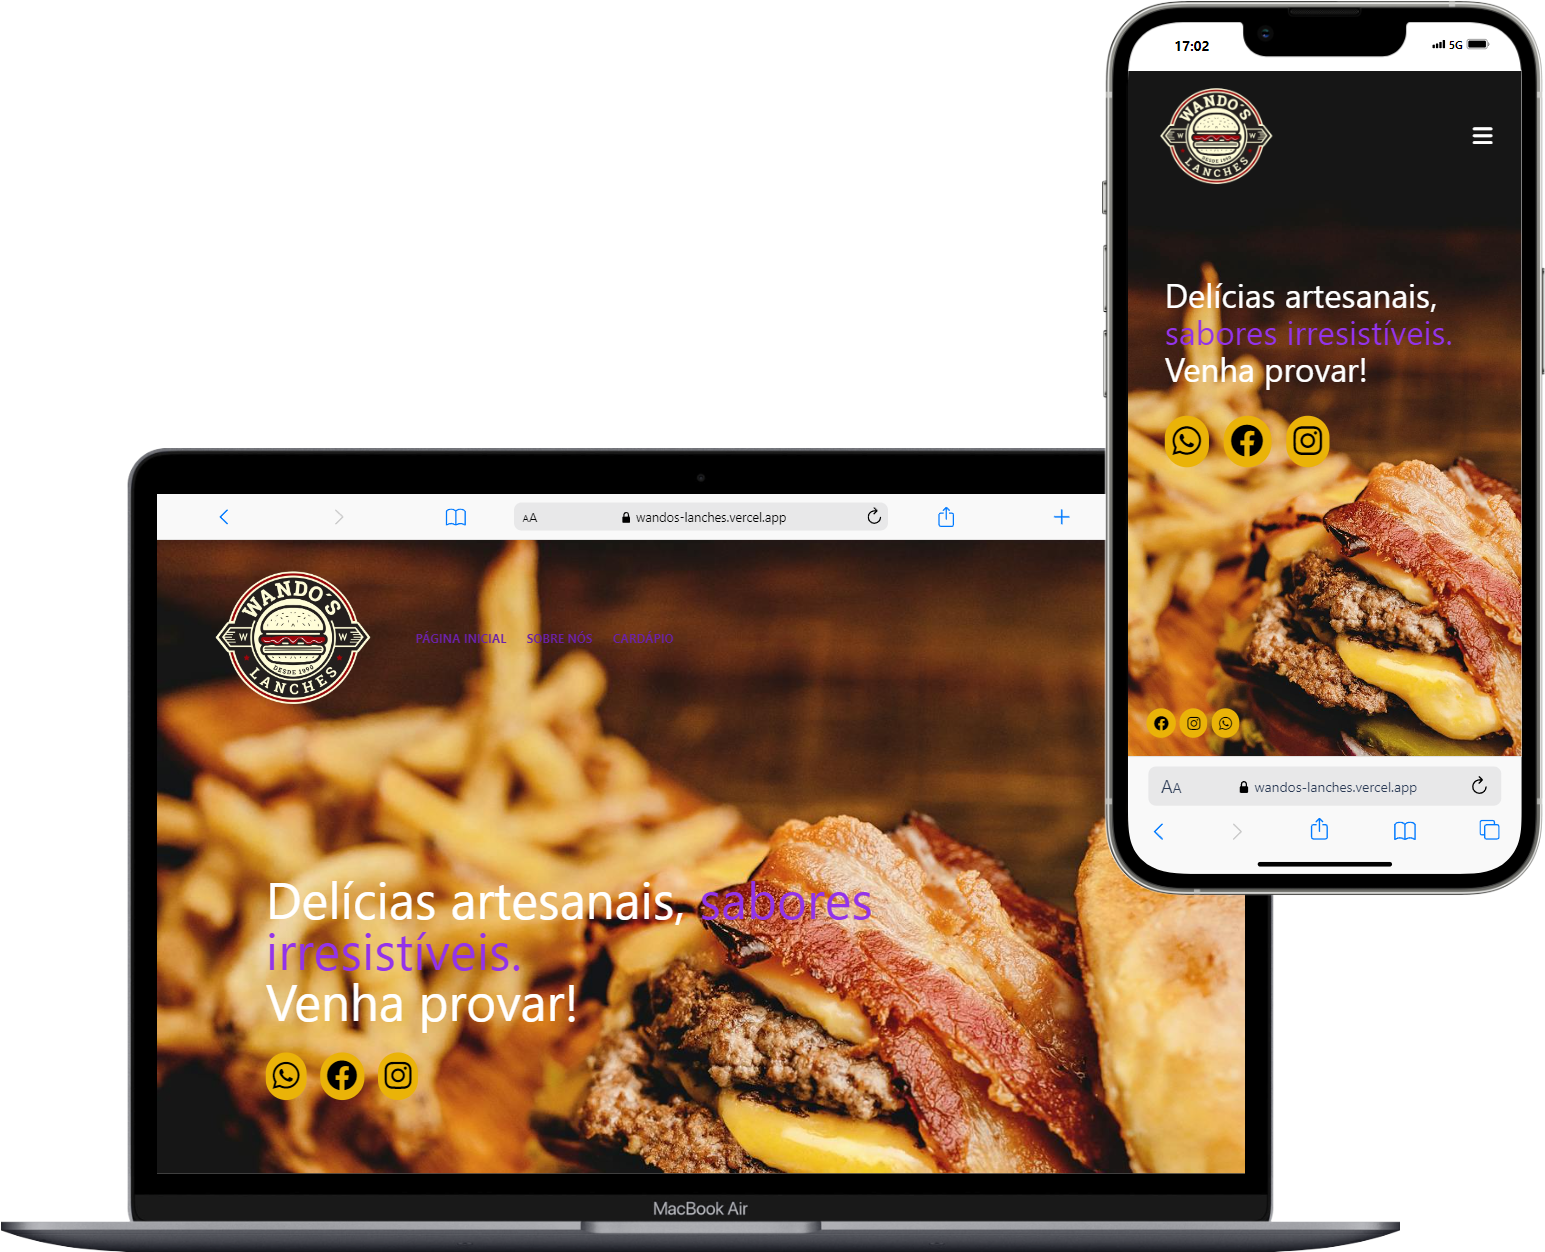 17:02
5G
WANDO´S
W W
DESDE 1990
LANCHES
Delícias artesanais,
sabores irresistíveis.
Venha provar!
AA
wandos-lanches.vercel.app
AA
wandos-lanches.vercel.app
WANDO´S
W W
DESDE 1990
LANCHES
PÁGINA INICIAL SOBRE NÓS CARDÁPIO
Delícias artesanais, sabores
irresistíveis.
Venha provar!
MacBook Air